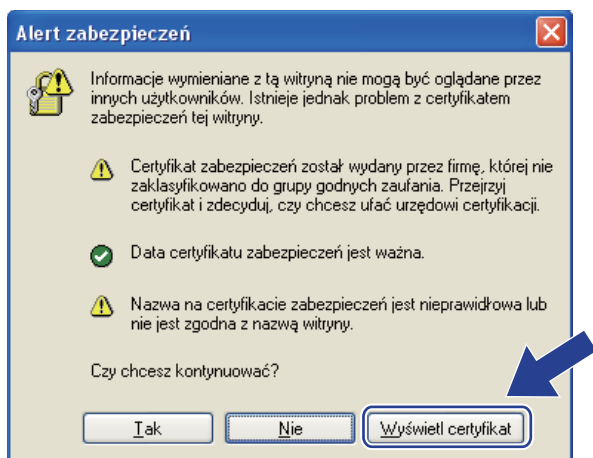 Alert zabezpieczeń
Informacje wymieniane z tą witryną nie mogą być oglądane przez
innych użytkowników. Istnieje jednak problem z certyfikatem
zabezpieczeń tej witryny.
Certyfikat zabezpieczeń został wydany przez firmę, której nie
zaklasyfikowano do grupy godnych zaufania. Przejrzyj
certyfikat i zdecyduj, czy chcesz ufać urzędowi certyfikacji.
Data certyfikatu zabezpieczeń jest ważna.
Nazwa na certyfikacie zabezpieczeń jest nieprawidłowa lub
nie jest zgodna z nazwą witryny.
Czy chcesz kontynuować?
Tak Nie Wyświetl certyfikat